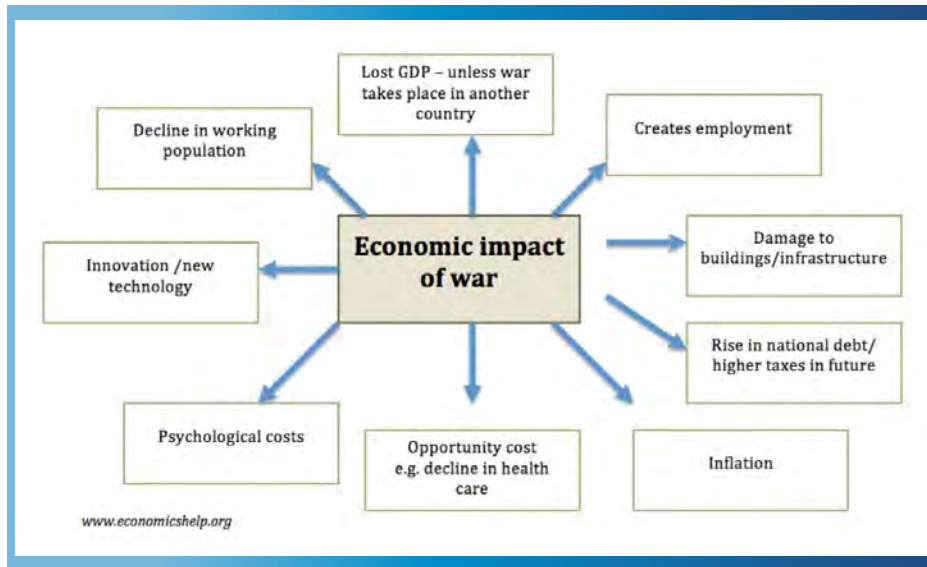 Lost GDP – unless war
takes place in another
country
Decline in working
population
Creates employment
Economic impact
of war
Damage to
buildings/infrastructure
Innovation /new
technology
Rise in national debt/
higher taxes in future
Psychological costs
Opportunity cost
e.g. decline in health
care
Inflation
www.economicshelp.org